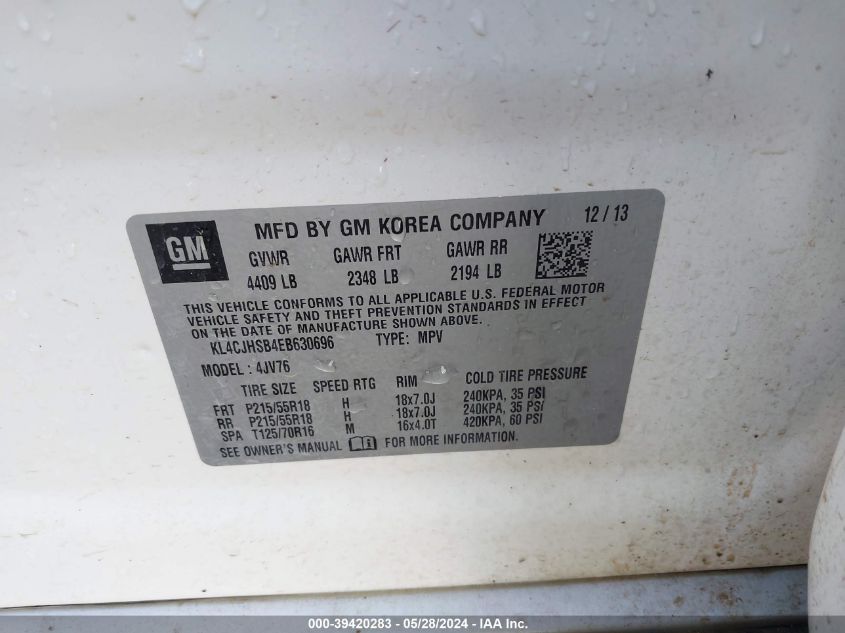 GM
MFD BY GM KOREA COMPANY 12 / 13
GVWR GAWR FRT GAWR RR
4409 LB 2348 LB 2194 LB
THIS VEHICLE CONFORMS TO ALL APPLICABLE U.S. FEDERAL MOTOR
VEHICLE SAFETY AND THEFT PREVENTION STANDARDS IN EFFECT
ON THE DATE OF MANUFACTURE SHOWN ABOVE.
KL4CJHSB4EB630696 TYPE: MPV
MODEL : 4JV76
TIRE SIZE SPEED RTG RIM COLD TIRE PRESSURE
FRT P215/55R18 H 18x7.0J 240KPA, 35 PSI
RR P215/55R18 H 18x7.0J 240KPA, 35 PSI
SPA T125/70R16 M 16x4.0T 420KPA, 60 PSI
SEE OWNER'S MANUAL i FOR MORE INFORMATION.
000-39420283 - 05/28/2024 - IAA Inc.